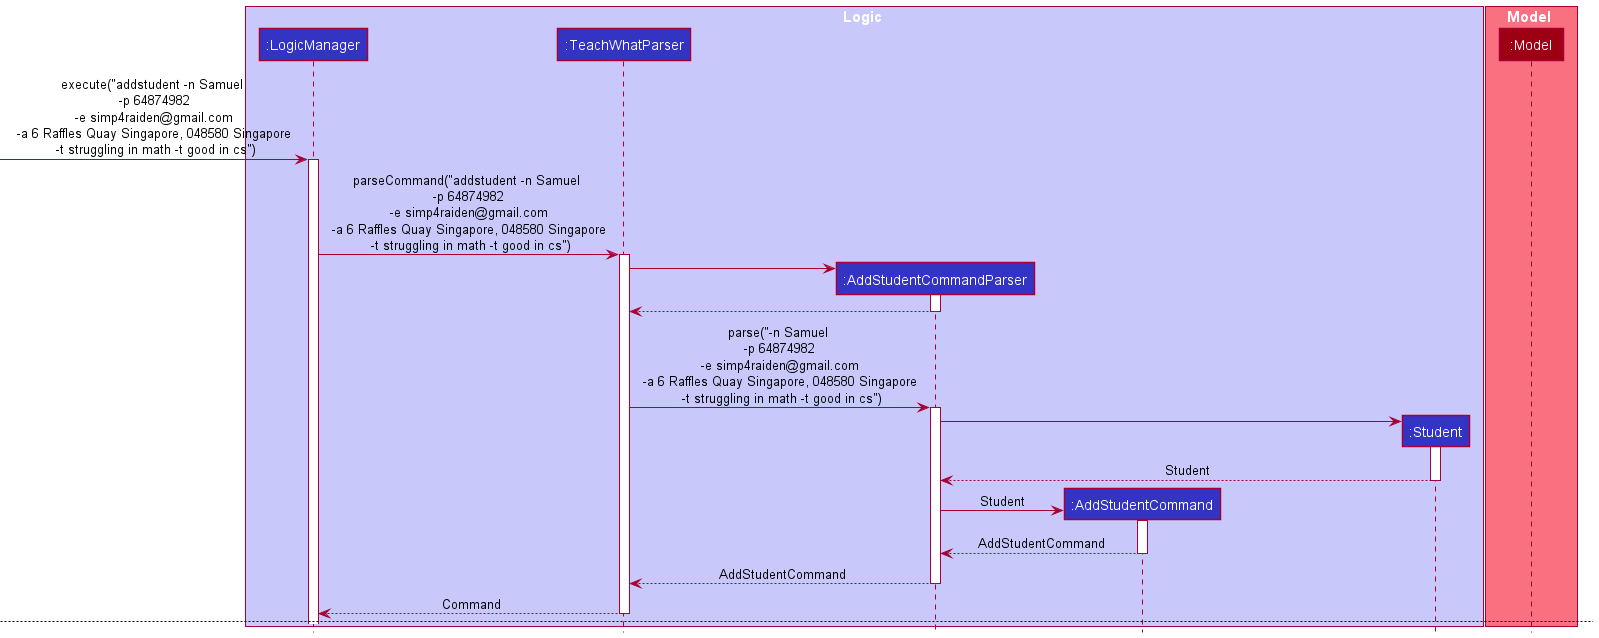 Logic
Model
:LogicManager
:TeachWhatParser
:Model
execute("addstudent -n Samuel
-p 64874982
-e simp4raiden@gmail.com
-a 6 Raffles Quay Singapore, 048580 Singapore
-t struggling in math -t good in cs")
parseCommand("addstudent -n Samuel
-p 64874982
-e simp4raiden@gmail.com
-a 6 Raffles Quay Singapore, 048580 Singapore
-t struggling in math -t good in cs")
:AddStudentCommandParser
parse("-n Samuel
-p 64874982
-e simp4raiden@gmail.com
-a 6 Raffles Quay Singapore, 048580 Singapore
-t struggling in math -t good in cs")
:Student
Student
Student
:AddStudentCommand
AddStudentCommand
AddStudentCommand
Command